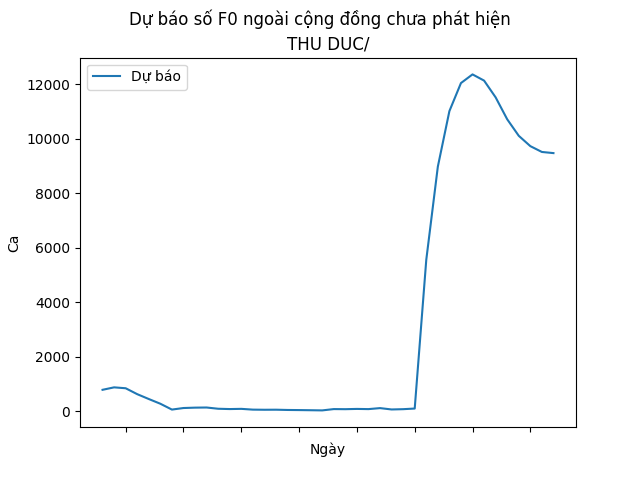 Dự báo số F0 ngoài cộng đồng chưa phát hiện
THU DUC/
Dự báo
12000
10000
8000
6000
4000
2000
0
Ca
Ngày